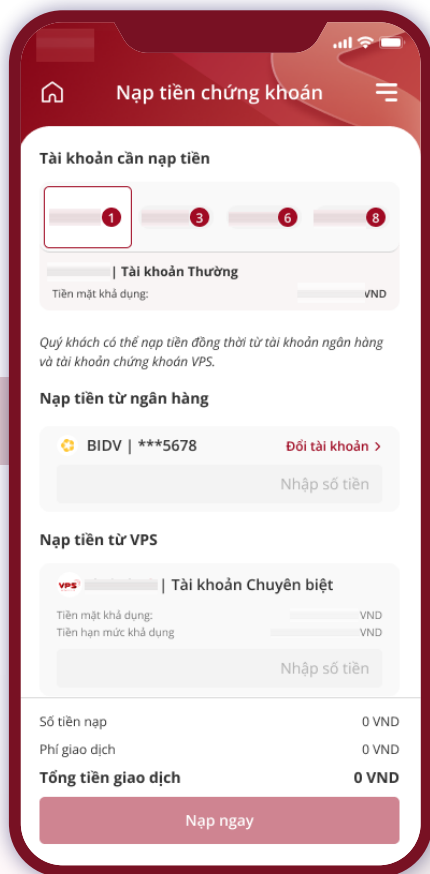 Nạp tiền chứng khoán
Tài khoản cần nạp tiền
1 3 6 8
| Tài khoản Thường
Tiền mặt khả dụng: VND
Quý khách có thể nạp tiền đồng thời từ tài khoản ngân hàng
và tài khoản chứng khoán VPS.
Nạp tiền từ ngân hàng
BIDV | ***5678 Đổi tài khoản >
Nhập số tiền
Nạp tiền từ VPS
VPS | Tài khoản Chuyên biệt
Tiền mặt khả dụng: VND
Tiền hạn mức khả dụng VND
Nhập số tiền
Số tiền nạp 0 VND
Phí giao dịch 0 VND
Tổng tiền giao dịch 0 VND
Nạp ngay